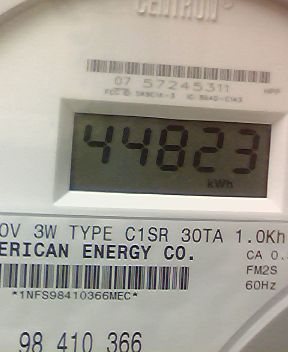 CENTRON®
07 57245311
44823
kWh
0V 3W TYPE C1SR 30TA 1.0Kh
ERICAN ENERGY CO.
CA 0.
FM2S
*1NFS98410366MEC*
60Hz
98 410 366